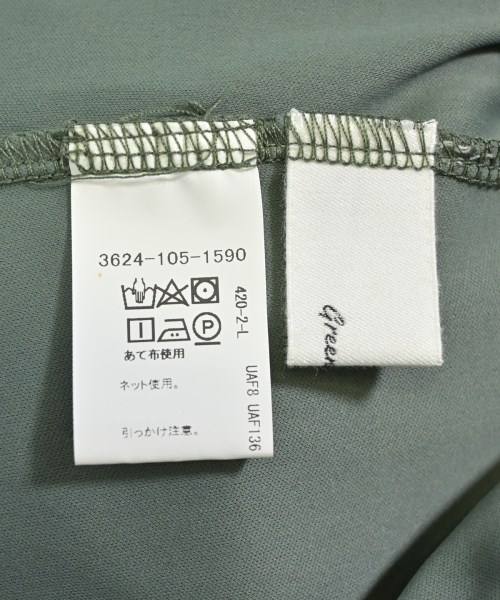 3624-105-1590
P
あて布使用
ネット使用。
引っかけ注意。
420-2-L
UAF8 UAF136
Green